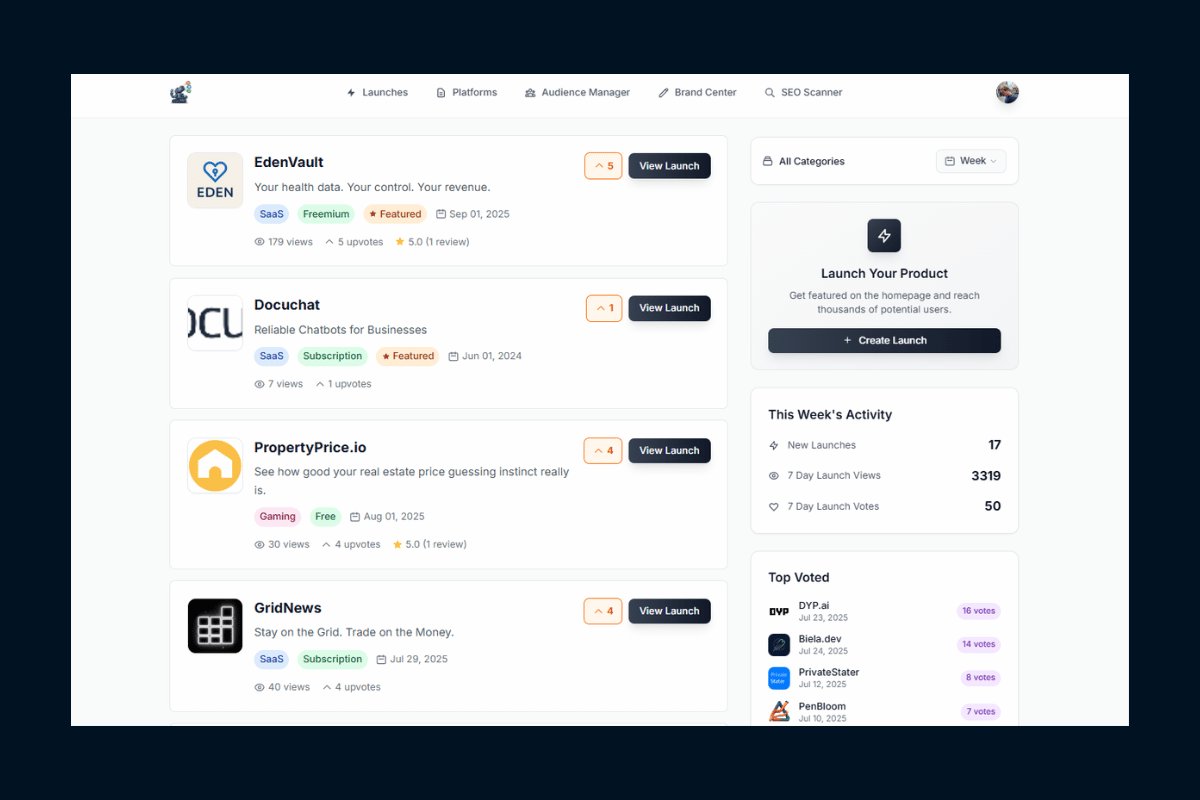 Launches Platforms Audience Manager Brand Center SEO Scanner
EDEN
EdenVault
5
View Launch
Your health data. Your control. Your revenue.
SaaS Freemium Featured Sep 01, 2025
179 views 5 upvotes 5.0 (1 review)
OCU
Docuchat
1
View Launch
Reliable Chatbots for Businesses
SaaS Subscription Featured Jun 01, 2024
7 views 1 upvotes
PropertyPrice.io
4
View Launch
See how good your real estate price guessing instinct really
is.
Gaming Free Aug 01, 2025
30 views 4 upvotes 5.0 (1 review)
GridNews
4
View Launch
Stay on the Grid. Trade on the Money.
SaaS Subscription Jul 29, 2025
40 views 4 upvotes
All Categories Week
Launch Your Product
Get featured on the homepage and reach
thousands of potential users.
+ Create Launch
This Week's Activity
New Launches 17
7 Day Launch Views 3319
7 Day Launch Votes 50
Top Voted
DYP
DYP.ai
Jul 23, 2025
16 votes
Biela.dev
Jul 24, 2025
14 votes
Private
Stater
PrivateStater
Jul 12, 2025
8 votes
PenBloom
Jul 10, 2025
7 votes